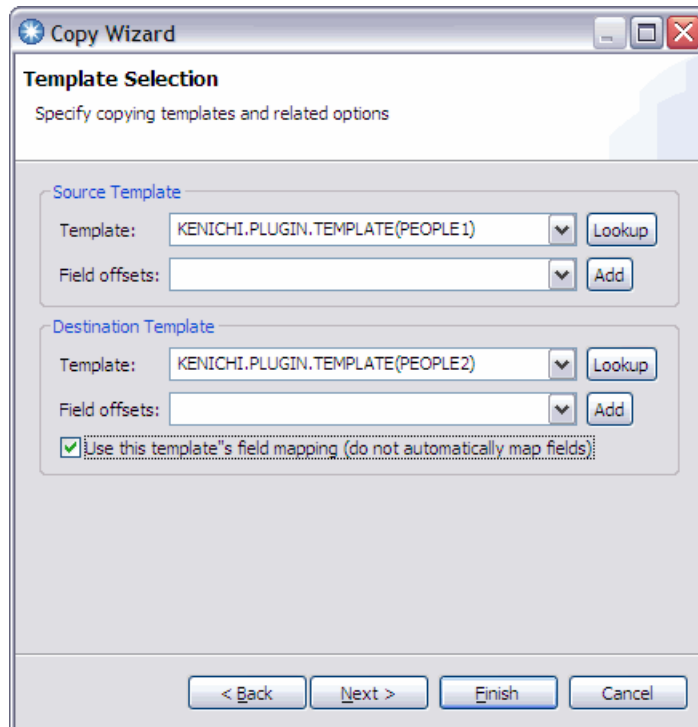 Copy Wizard
Template Selection
Specify copying templates and related options
Source Template
Template: KENICHI.PLUGIN.TEMPLATE(PEOPLE1) Lookup
Field offsets: Add
Destination Template
Template: KENICHI.PLUGIN.TEMPLATE(PEOPLE2) Lookup
Field offsets: Add
Use this template"s field mapping (do not automatically map fields)
< Back Next > Finish Cancel